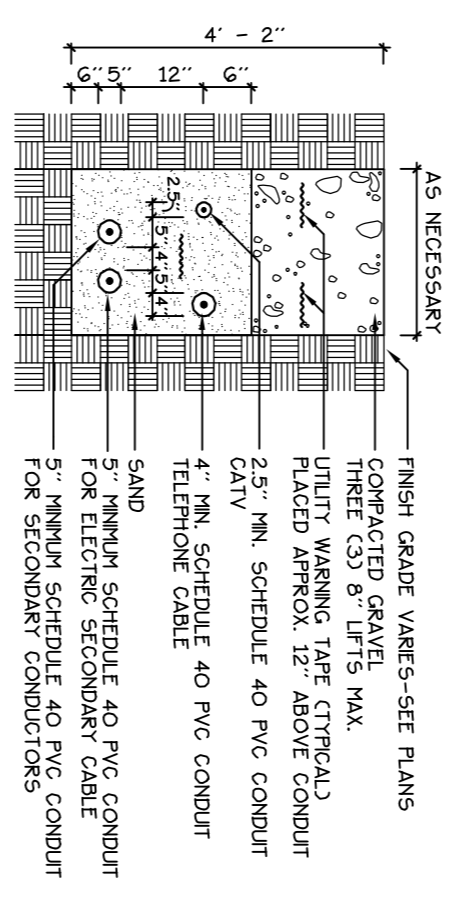 4' - 2"
6" 5" 12" 6"
AS NECESSARY
2.5" 5" 4" 5" 4"
FINISH GRADE VARIES-SEE PLANS
COMPACTED GRAVEL
THREE (3) 8" LIFTS MAX.
UTILITY WARNING TAPE (TYPICAL)
PLACED APPROX. 12" ABOVE CONDUIT
2.5" MIN. SCHEDULE 40 PVC CONDUIT
CATV
4" MIN. SCHEDULE 40 PVC CONDUIT
TELEPHONE CABLE
SAND
5" MINIMUM SCHEDULE 40 PVC CONDUIT
FOR ELECTRIC SECONDARY CABLE
5" MINIMUM SCHEDULE 40 PVC CONDUIT
FOR SECONDARY CONDUCTORS